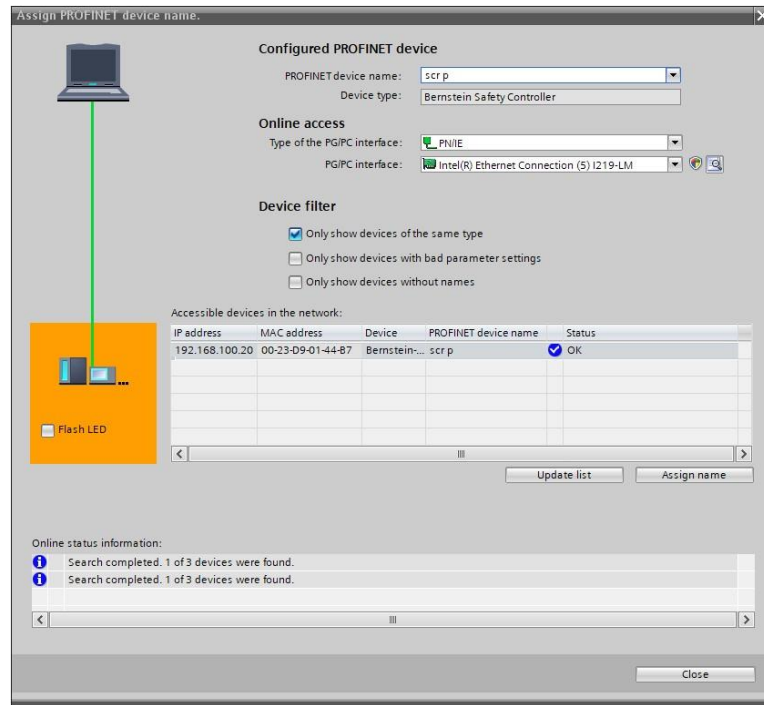 Assign PROFINET device name.
Configured PROFINET device
PROFINET device name: scr p
Device type: Bernstein Safety Controller
Online access
Type of the PG/PC interface: PN/IE
PG/PC interface: Intel(R) Ethernet Connection (5) I219-LM
Device filter
Only show devices of the same type
Only show devices with bad parameter settings
Only show devices without names
Accessible devices in the network:
IP address MAC address Device PROFINET device name Status
192.168.100.20 00-23-D9-01-44-B7 Bernstein-... scr p OK
Flash LED
Update list Assign name
Online status information:
Search completed. 1 of 3 devices were found.
Search completed. 1 of 3 devices were found.
Close